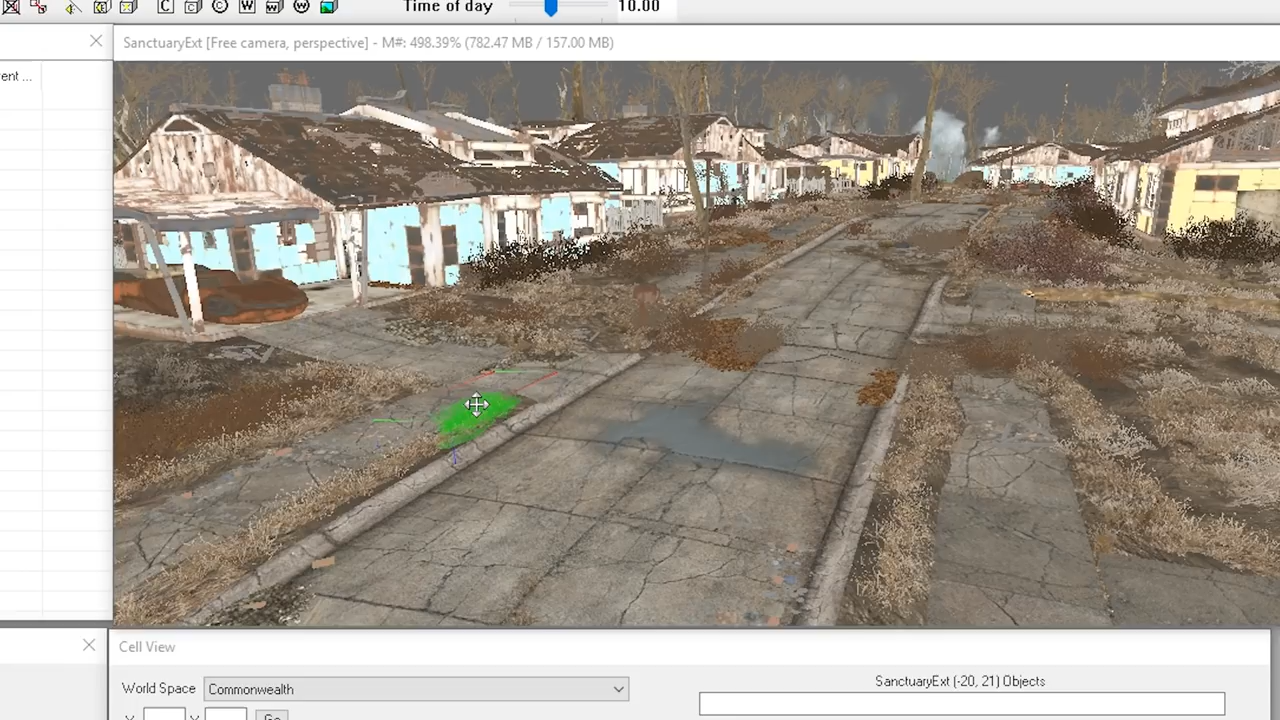 C C W W W
Time of day
10.00
ent ...
SanctuaryExt [Free camera, perspective] - M#: 498.39% (782.47 MB / 157.00 MB)
Cell View
World Space
Commonwealth
SanctuaryExt (-20, 21) Objects
X
Y
Go